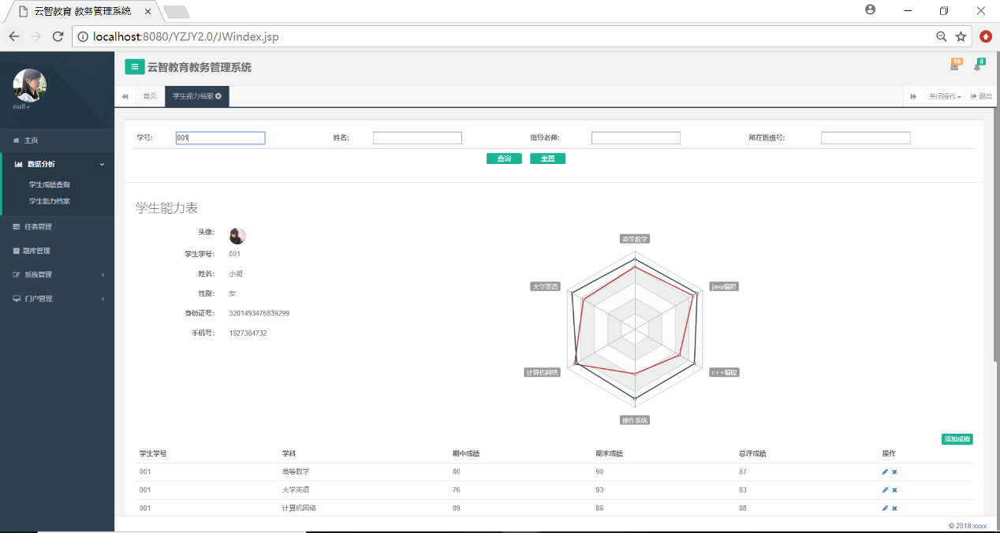 云智教育 教务管理系统
localhost:8080/YZJY2.0/JWindex.jsp
云智教育教务管理系统
16
8
null
首页
学生能力档案
关闭操作
退出
主页
数据分析
学生成绩查询
学生能力档案
任务管理
题库管理
系统管理
门户管理
学号: 001 姓名: 指导老师: 所在班级号:
查询 重置
学生能力表
头像:
学生学号: 001
姓名: 小明
性别: 女
身份证号: 3201493475839299
手机号: 1827384732
高等数学
大学英语
java编程
计算机网络
c++编程
操作系统
添加成绩
学生学号 学科 期中成绩 期末成绩 总评成绩 操作
001 高等数学 80 90 87
001 大学英语 76 93 83
001 计算机网络 89 86 88
© 2018 xxxx